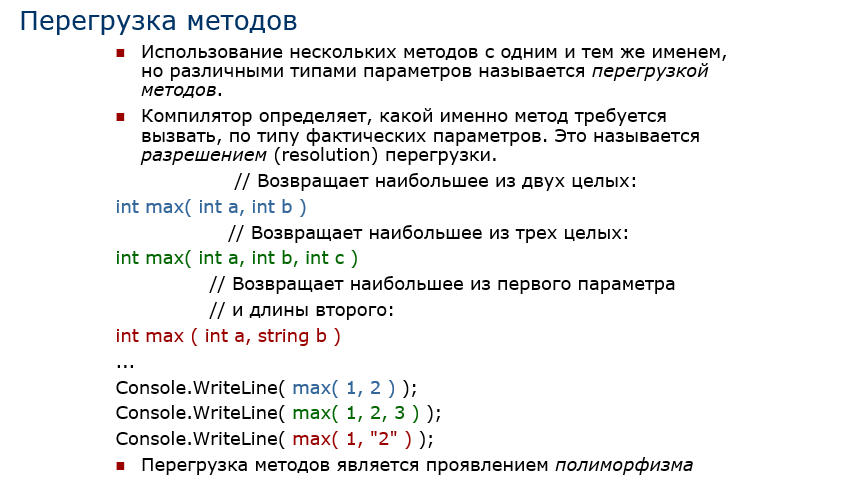 Перегрузка методов
Использование нескольких методов с одним и тем же именем,
но различными типами параметров называется перегрузкой
методов.
Компилятор определяет, какой именно метод требуется
вызвать, по типу фактических параметров. Это называется
разрешением (resolution) перегрузки.
// Возвращает наибольшее из двух целых:
int max( int a, int b )
// Возвращает наибольшее из трех целых:
int max( int a, int b, int c )
// Возвращает наибольшее из первого параметра
// и длины второго:
int max ( int a, string b )
...
Console.WriteLine( max( 1, 2 ) );
Console.WriteLine( max( 1, 2, 3 ) );
Console.WriteLine( max( 1, "2" ) );
Перегрузка методов является проявлением полиморфизма